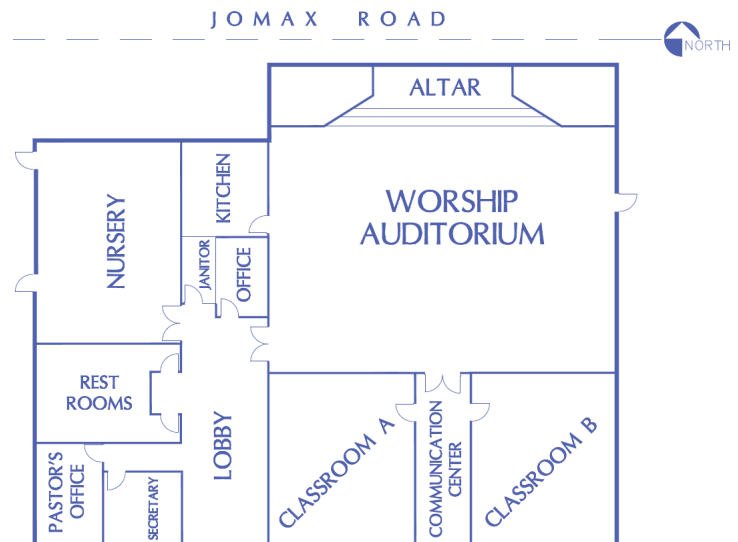 JOMAX ROAD
NORTH
ALTAR
WORSHIP
AUDITORIUM
NURSERY
KITCHEN
JANITOR
OFFICE
REST
ROOMS
LOBBY
PASTOR'S
OFFICE
SECRETARY
CLASSROOM A
COMMUNICATION
CENTER
CLASSROOM B